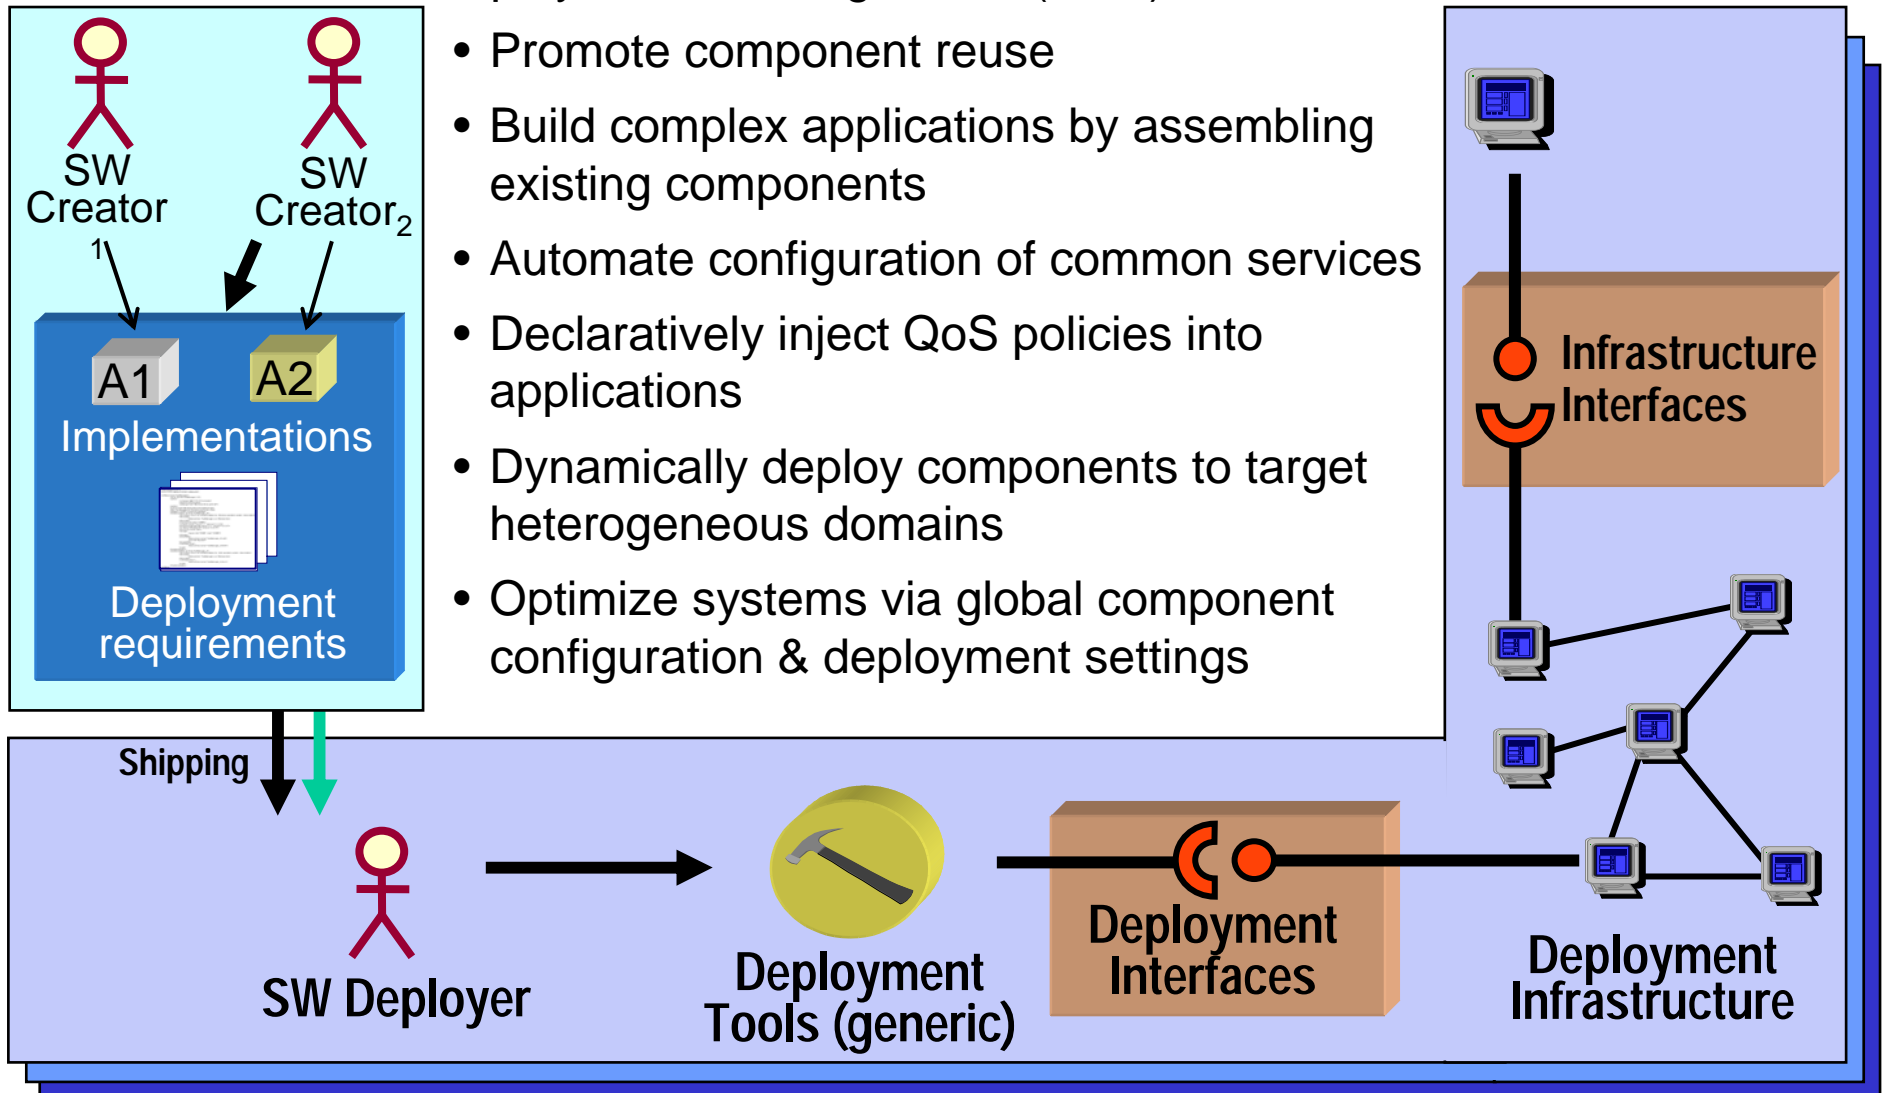 • Promote component reuse
• Build complex applications by assembling
existing components
• Automate configuration of common services
• Declaratively inject QoS policies into
applications
• Dynamically deploy components to target
heterogeneous domains
• Optimize systems via global component
configuration & deployment settings
SW
Creator
1
SW
Creator2
A1
A2
Implementations
Deployment
requirements
Shipping
SW Deployer
Deployment
Tools (generic)
Deployment
Interfaces
Infrastructure
Interfaces
Deployment
Infrastructure